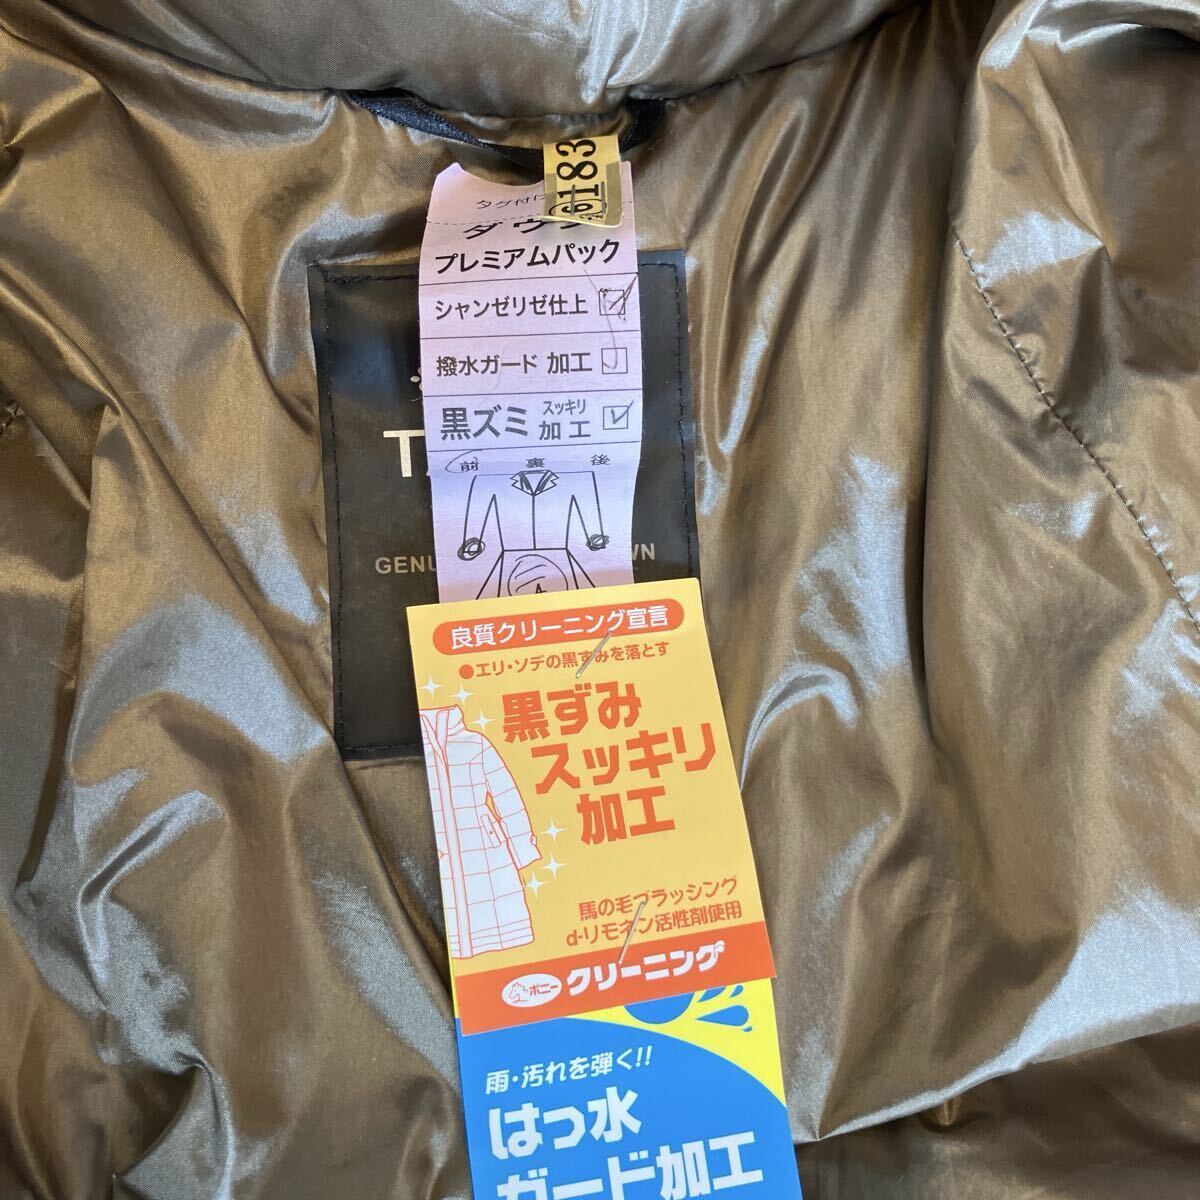 6183
タグ付け
ダウン
プレミアムパック
シャンゼリゼ仕上
撥水ガード 加工
黒ズミ スッキリ加工
前 裏 後
良質クリーニング宣言
●エリ・ソデの黒ずみを落とす
黒ずみ
スッキリ
加工
馬の毛ブラッシング
d-リモネン活性剤使用
ポニー クリーニング
雨・汚れを弾く!!
はっ水
ガード加工